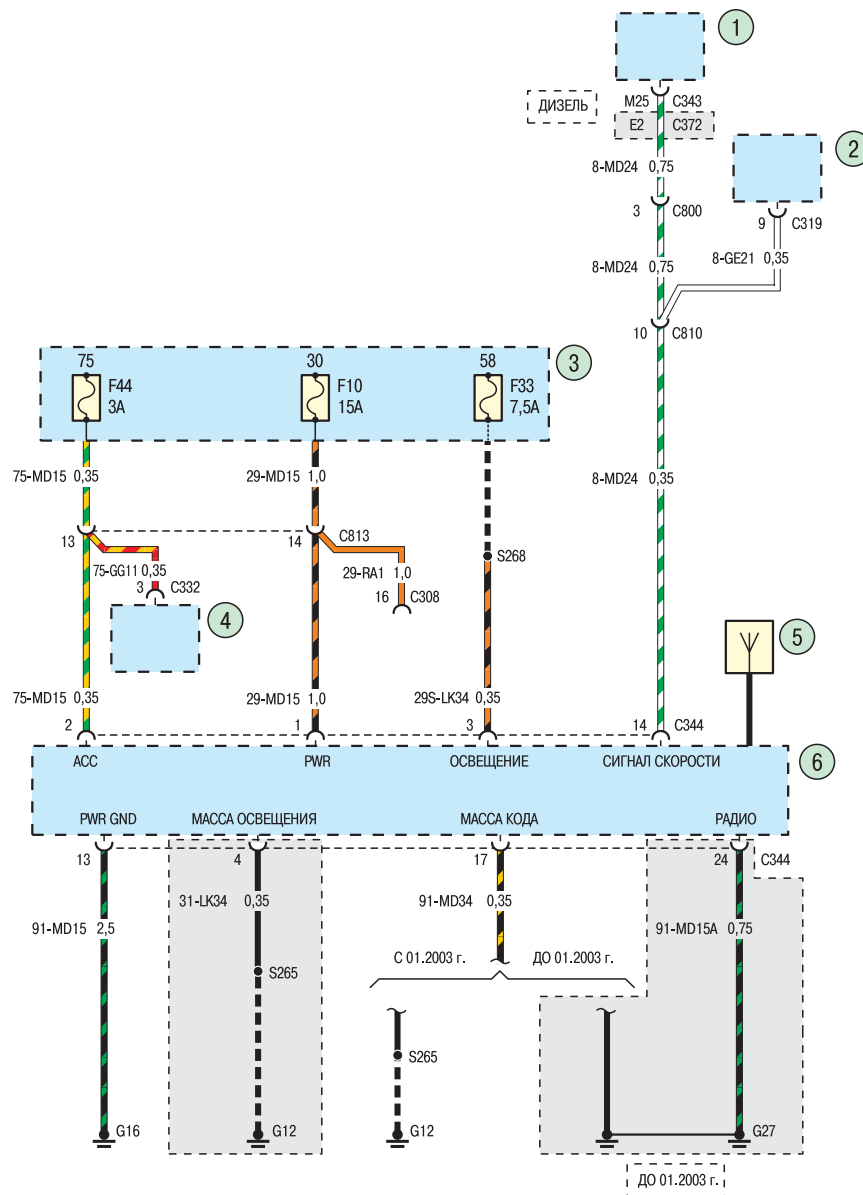 1
ДИЗЕЛЬ
M25 C343
E2 C372
2
8-MD24 0,75
3 C800
9 C319
8-GE21 0,35
8-MD24 0,75
10 C810
75 30 58 3
F44 F10 F33
3A 15A 7,5A
75-MD15 0,35 29-MD15 1,0 8-MD24 0,35
13 14 C813
S268
75-GG11 0,35 29-RA1 1,0
3 C332 16 C308
4
5
75-MD15 0,35 29-MD15 1,0 29S-LK34 0,35
2 1 3 14 C344
ACC PWR ОСВЕЩЕНИЕ СИГНАЛ СКОРОСТИ 6
PWR GND МАССА ОСВЕЩЕНИЯ МАССА КОДА РАДИО
13 4 17 24 C344
31-LK34 0,35 91-MD34 0,35
91-MD15 2,5 91-MD15A 0,75
С 01.2003 г. ДО 01.2003 г.
S265
S265
G16 G12 G12 G27
ДО 01.2003 г.